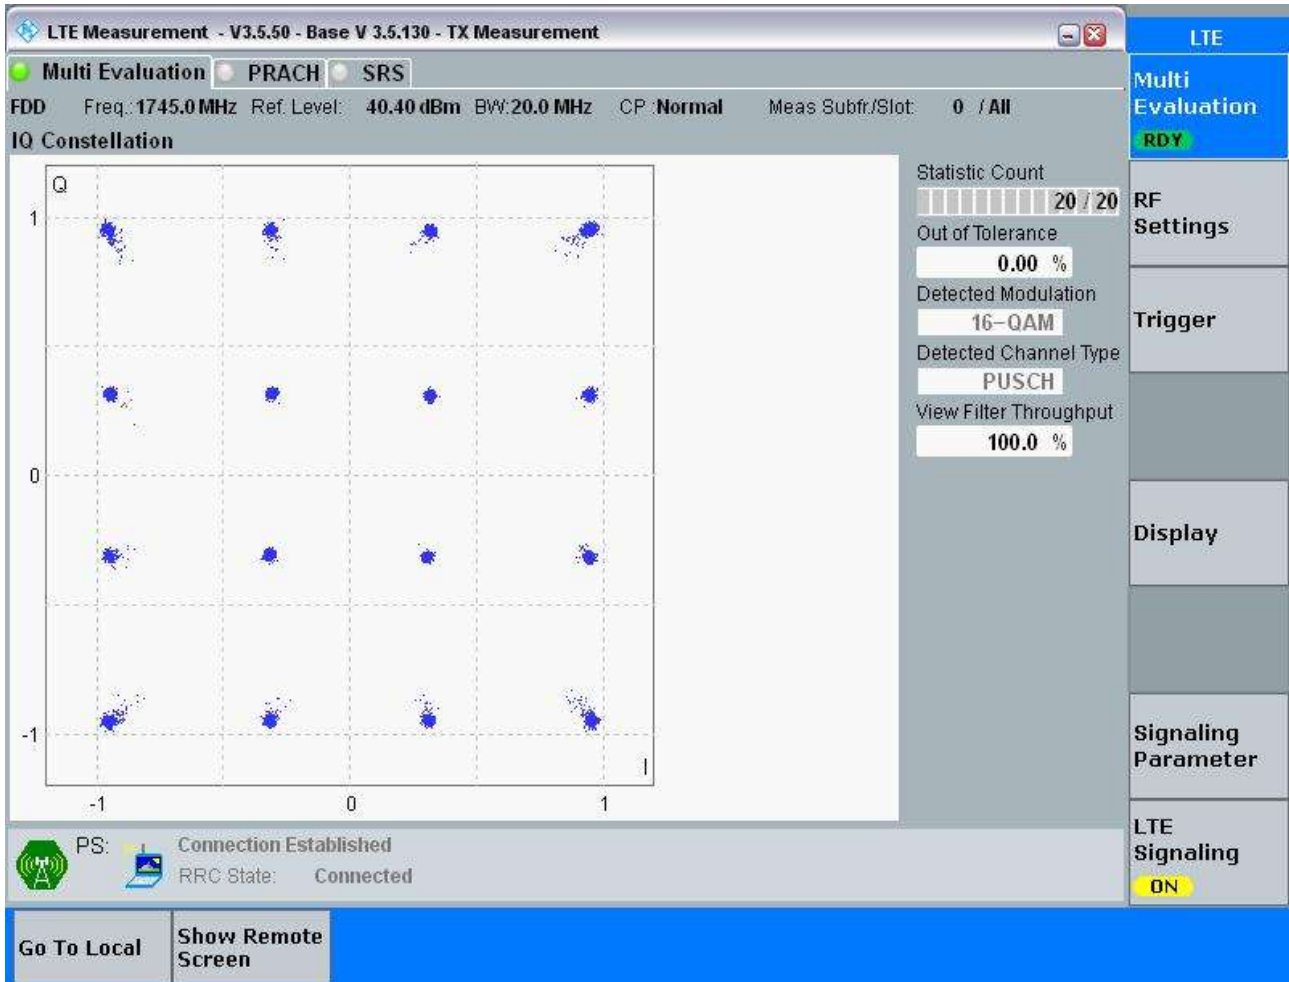 LTE Measurement - V3.5.50 - Base V 3.5.130 - TX Measurement
Multi Evaluation PRACH SRS
FDD Freq.:1745.0 MHz Ref. Level: 40.40 dBm BW:20.0 MHz CP :Normal Meas Subfr./Slot: 0 / All
IQ Constellation
Q
1
0
-1
I
-1 0 1
Statistic Count
20 / 20
Out of Tolerance
0.00 %
Detected Modulation
16-QAM
Detected Channel Type
PUSCH
View Filter Throughput
100.0 %
PS: Connection Established
RRC State: Connected
LTE
Multi
Evaluation
RDY
RF
Settings
Trigger
Display
Signaling
Parameter
LTE
Signaling
ON
Go To Local
Show Remote
Screen